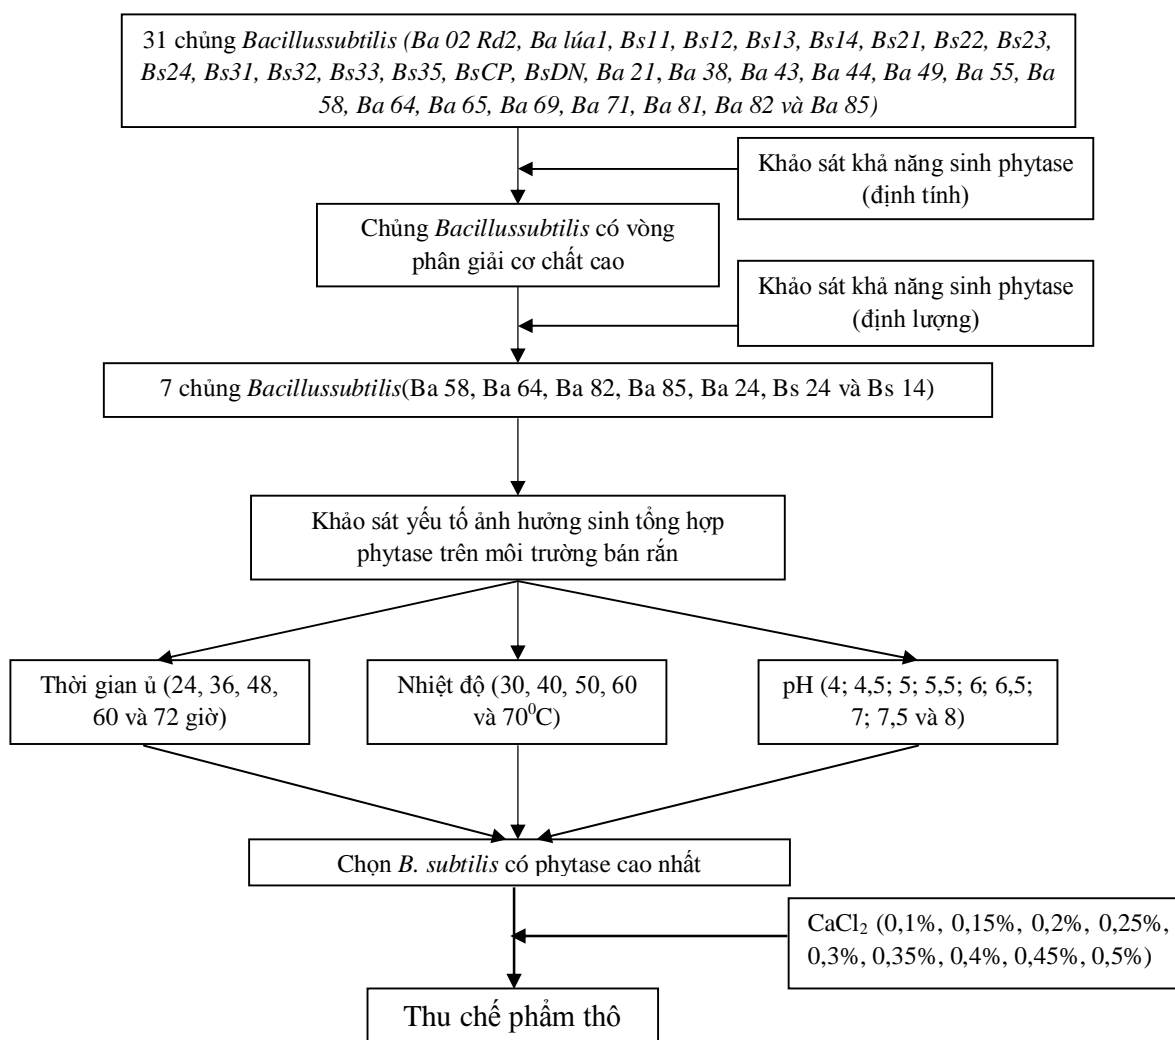 31 chủng Bacillussubtilis (Ba 02 Rd2, Ba lúa1, Bs11, Bs12, Bs13, Bs14, Bs21, Bs22, Bs23,
Bs24, Bs31, Bs32, Bs33, Bs35, BsCP, BsDN, Ba 21, Ba 38, Ba 43, Ba 44, Ba 49, Ba 55, Ba
58, Ba 64, Ba 65, Ba 69, Ba 71, Ba 81, Ba 82 và Ba 85)
Khảo sát khả năng sinh phytase
(định tính)
Chủng Bacillussubtilis có vòng
phân giải cơ chất cao
Khảo sát khả năng sinh phytase
(định lượng)
7 chủng Bacillussubtilis(Ba 58, Ba 64, Ba 82, Ba 85, Ba 24, Bs 24 và Bs 14)
Khảo sát yếu tố ảnh hưởng sinh tổng hợp
phytase trên môi trường bán rắn
Thời gian ủ (24, 36, 48,
60 và 72 giờ)
Nhiệt độ (30, 40, 50, 60
và 70⁰C)
pH (4; 4,5; 5; 5,5; 6; 6,5;
7; 7,5 và 8)
Chọn B. subtilis có phytase cao nhất
CaCl₂ (0,1%, 0,15%, 0,2%, 0,25%,
0,3%, 0,35%, 0,4%, 0,45%, 0,5%)
Thu chế phẩm thô